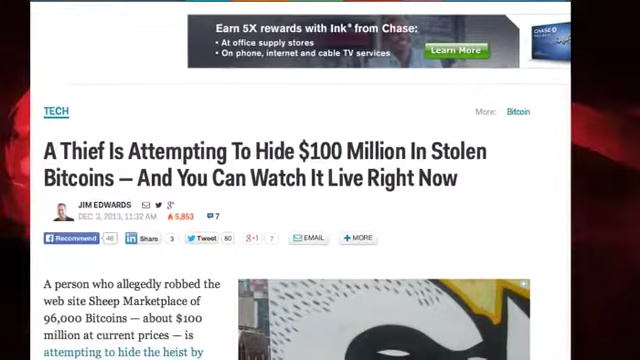 Earn 5X rewards with Ink® from Chase:
• At office supply stores
• On phone, internet and cable TV services
Learn More
CHASE
TECH
More: Bitcoin
A Thief Is Attempting To Hide $100 Million In Stolen
Bitcoins — And You Can Watch It Live Right Now
JIM EDWARDS
DEC. 3, 2013, 11:32 AM 5,853 7
Recommend 46 Share 3 Tweet 80 g+1 7 EMAIL + MORE
A person who allegedly robbed the
web site Sheep Marketplace of
96,000 Bitcoins — about $100
million at current prices — is
attempting to hide the heist by